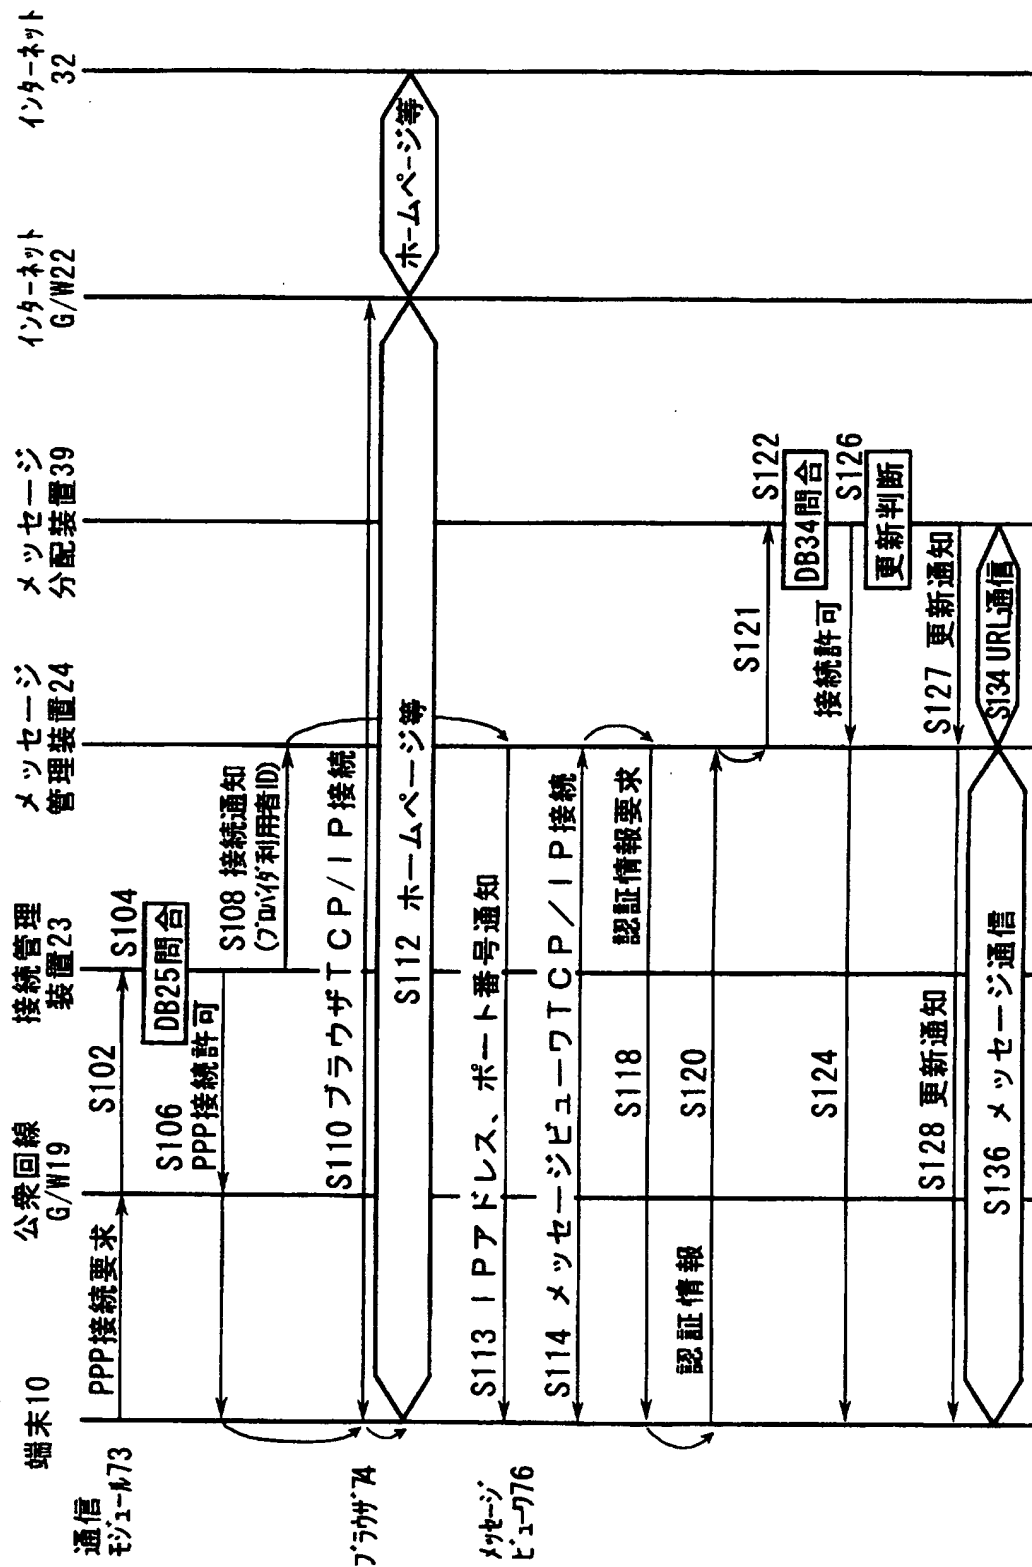 端末10
公衆回線
G/W19
接続管理
装置23
メッセージ
管理装置24
メッセージ
分配装置39
インターネット
G/W22
インターネット
32
通信
モジュール73
PPP接続要求
S102
S104
DB25問合
S106
PPP接続許可
S108 接続通知
(プロバイダ利用者ID)
ブラウザ74
S110 ブラウザTCP/IP接続
S112 ホームページ等
ホームページ等
メッセージ
ビューワ76
S113 IPアドレス、ポート番号通知
S114 メッセージビューワTCP/IP接続
S118
認証情報要求
認証情報
S120
S121
S122
DB34問合
S124
接続許可
S126
更新判断
S127 更新通知
S128 更新通知
S134 URL通信
S136 メッセージ通信